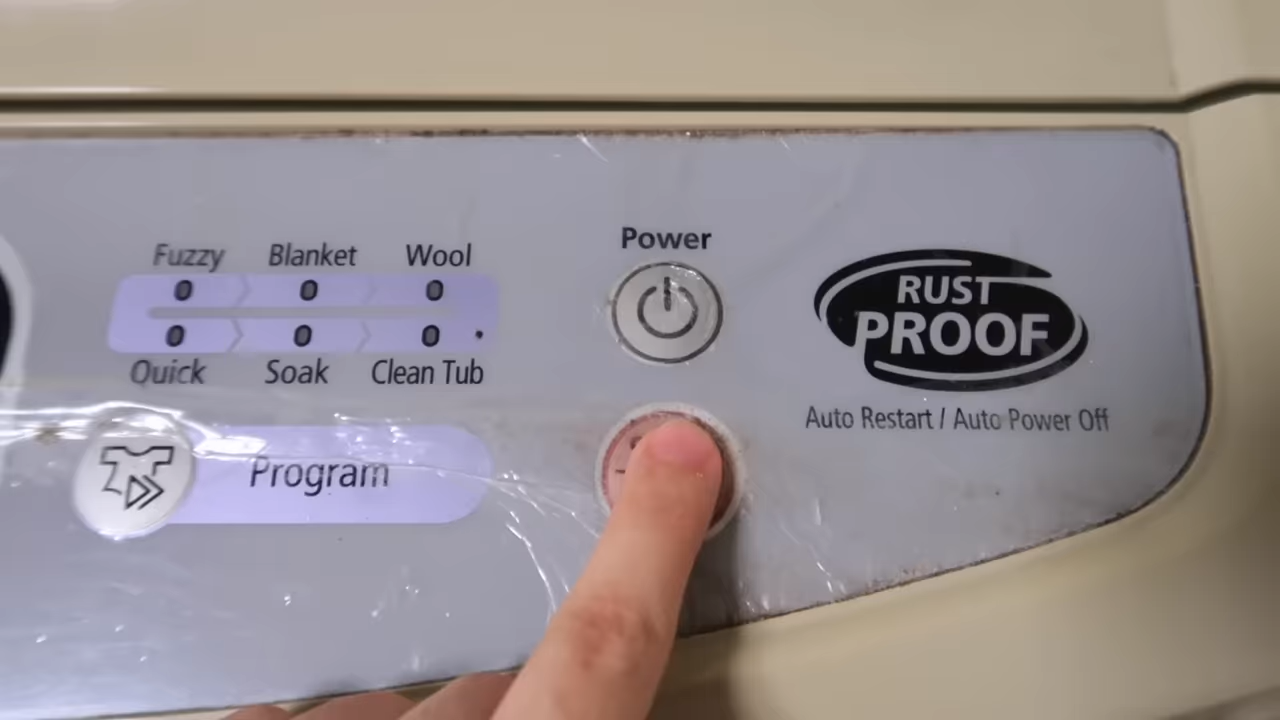 Fuzzy Blanket Wool
Quick Soak Clean Tub
Program
Power
RUST
PROOF
Auto Restart / Auto Power Off